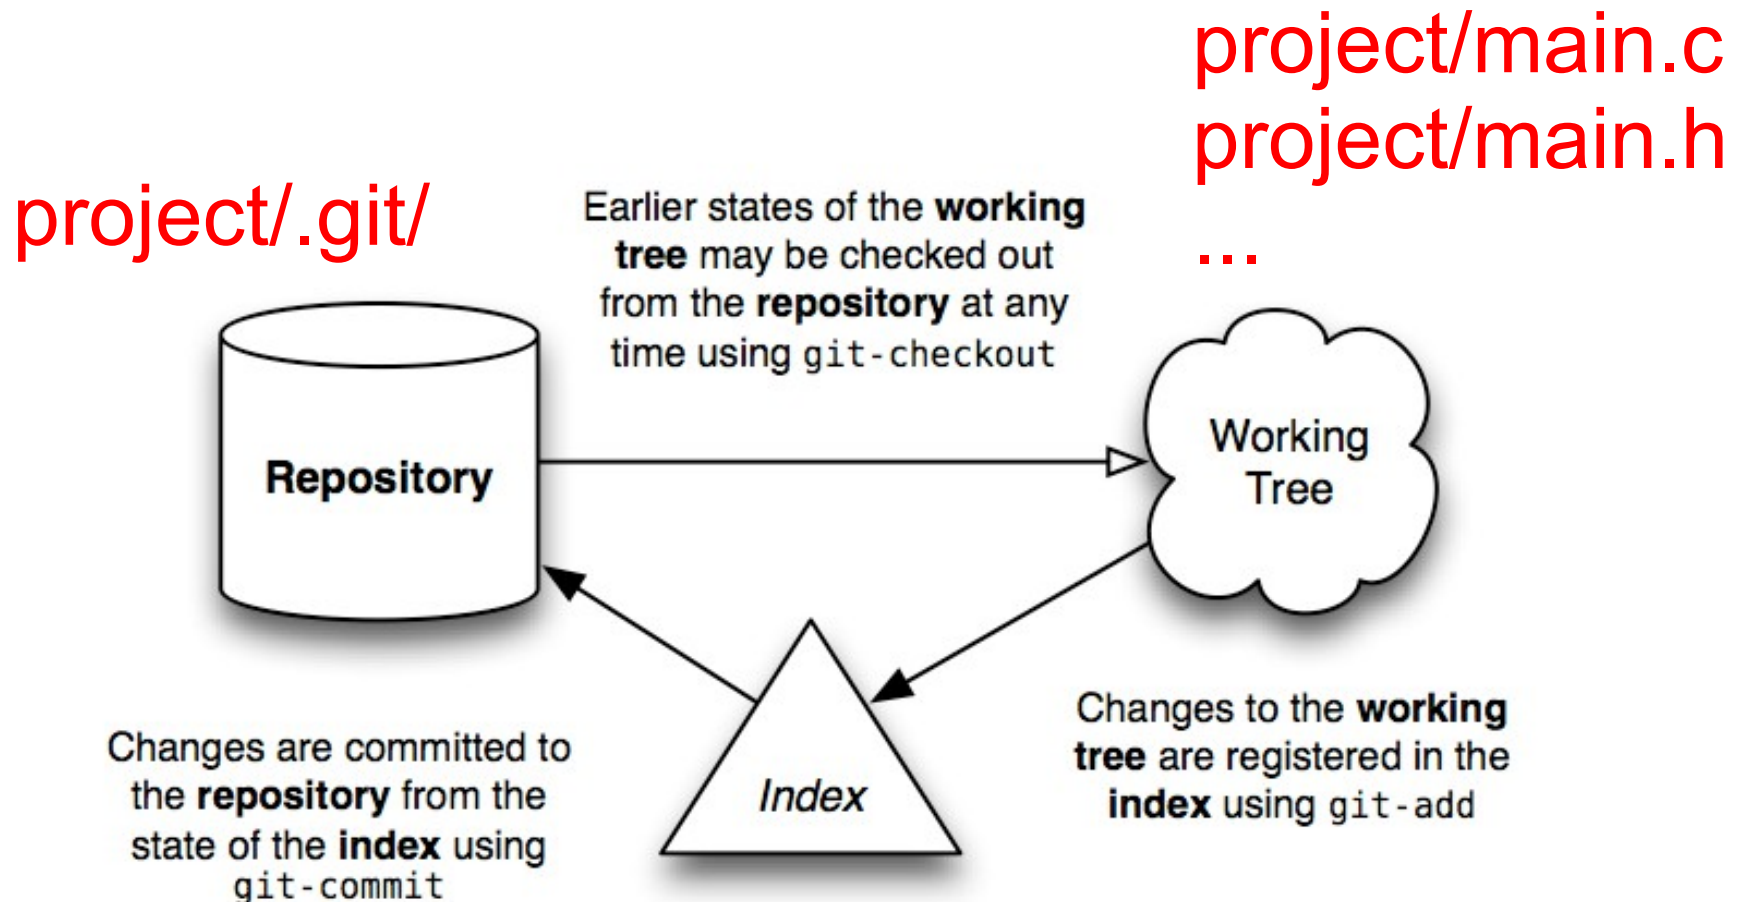 project/main.c
project/main.h
...
project/.git/
Earlier states of the working
tree may be checked out
from the repository at any
time using git-checkout
Repository
Working
Tree
Index
Changes to the working
tree are registered in the
index using git-add
Changes are committed to
the repository from the
state of the index using
git-commit